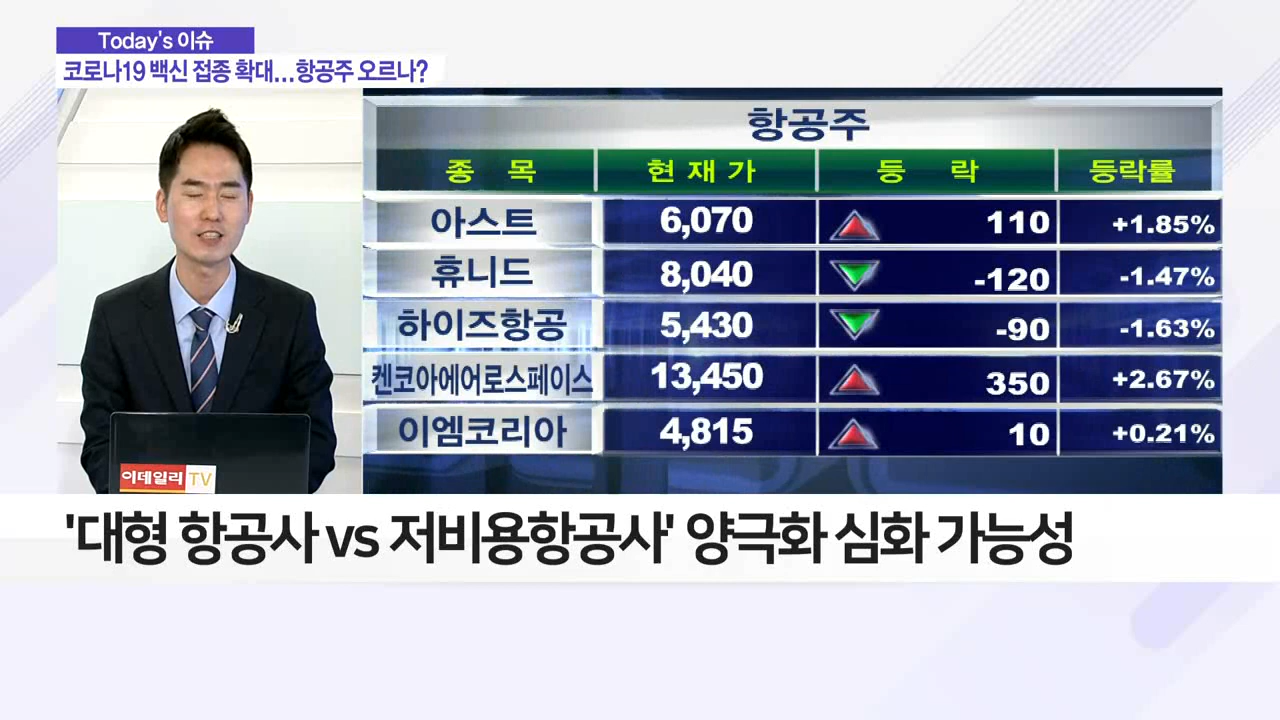 Today's 이슈
코로나19 백신 접종 확대...항공주 오르나?
항공주
종 목 현 재 가 등 락 등락률
아스트 6,070 110 +1.85%
휴니드 8,040 -120 -1.47%
하이즈항공 5,430 -90 -1.63%
켄코아에어로스페이스 13,450 350 +2.67%
이엠코리아 4,815 10 +0.21%
이데일리 TV
'대형 항공사 vs 저비용항공사' 양극화 심화 가능성